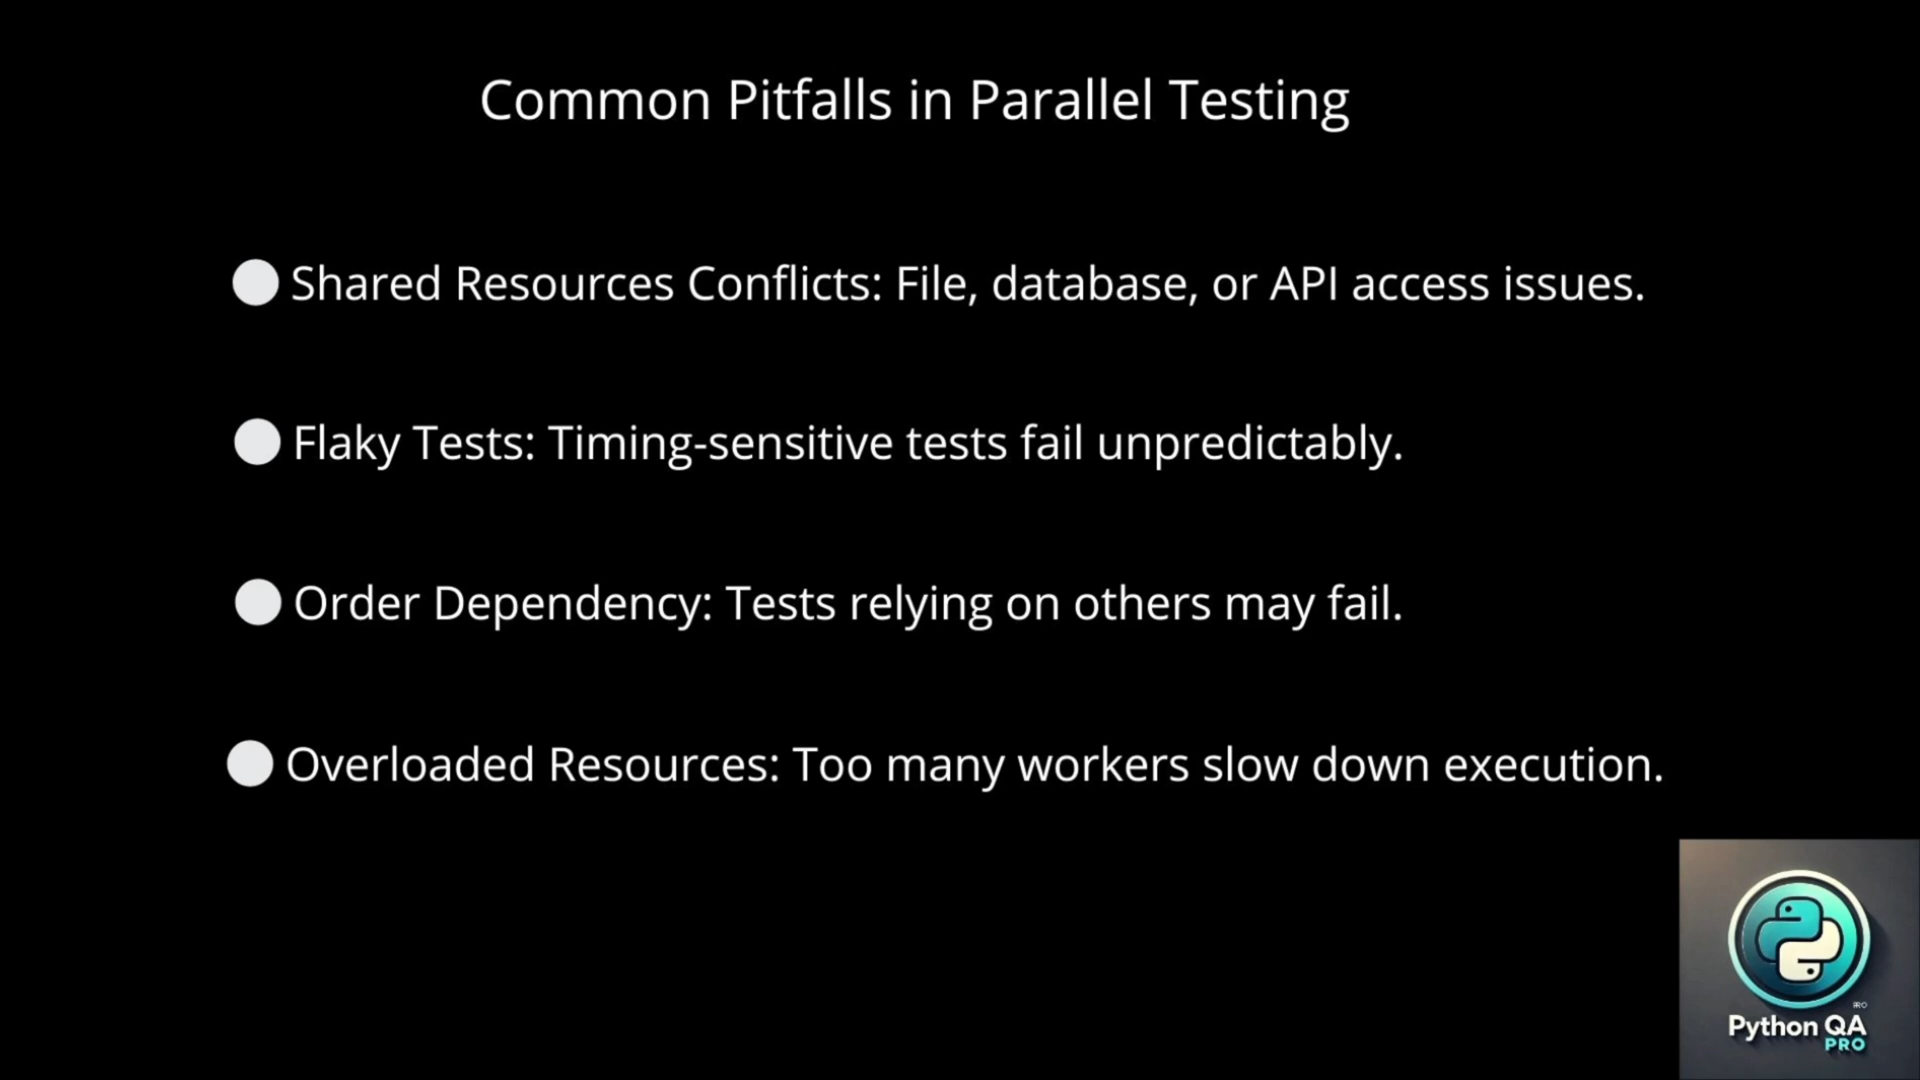 Common Pitfalls in Parallel Testing
Shared Resources Conflicts: File, database, or API access issues.
Flaky Tests: Timing-sensitive tests fail unpredictably.
Order Dependency: Tests relying on others may fail.
Overloaded Resources: Too many workers slow down execution.
PRO
Python QA
PRO